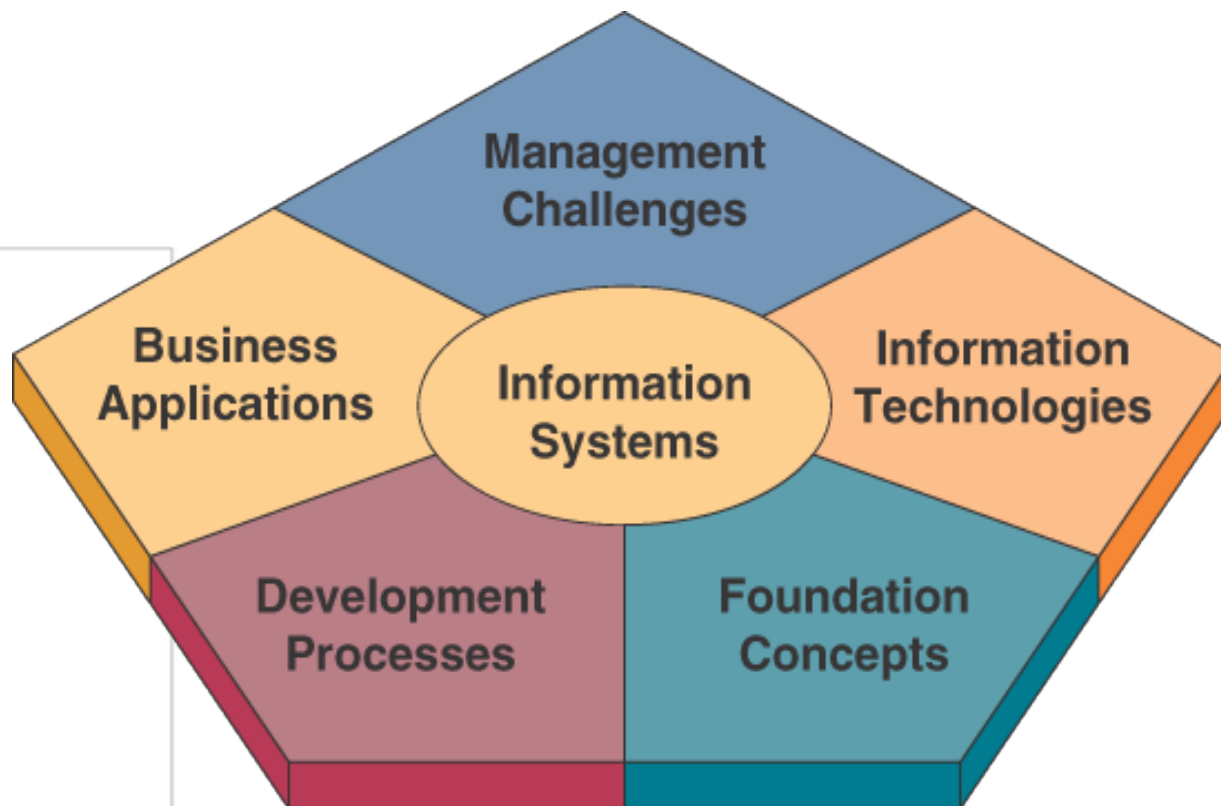 Management
Challenges
Business
Applications
Information
Systems
Information
Technologies
Development
Processes
Foundation
Concepts